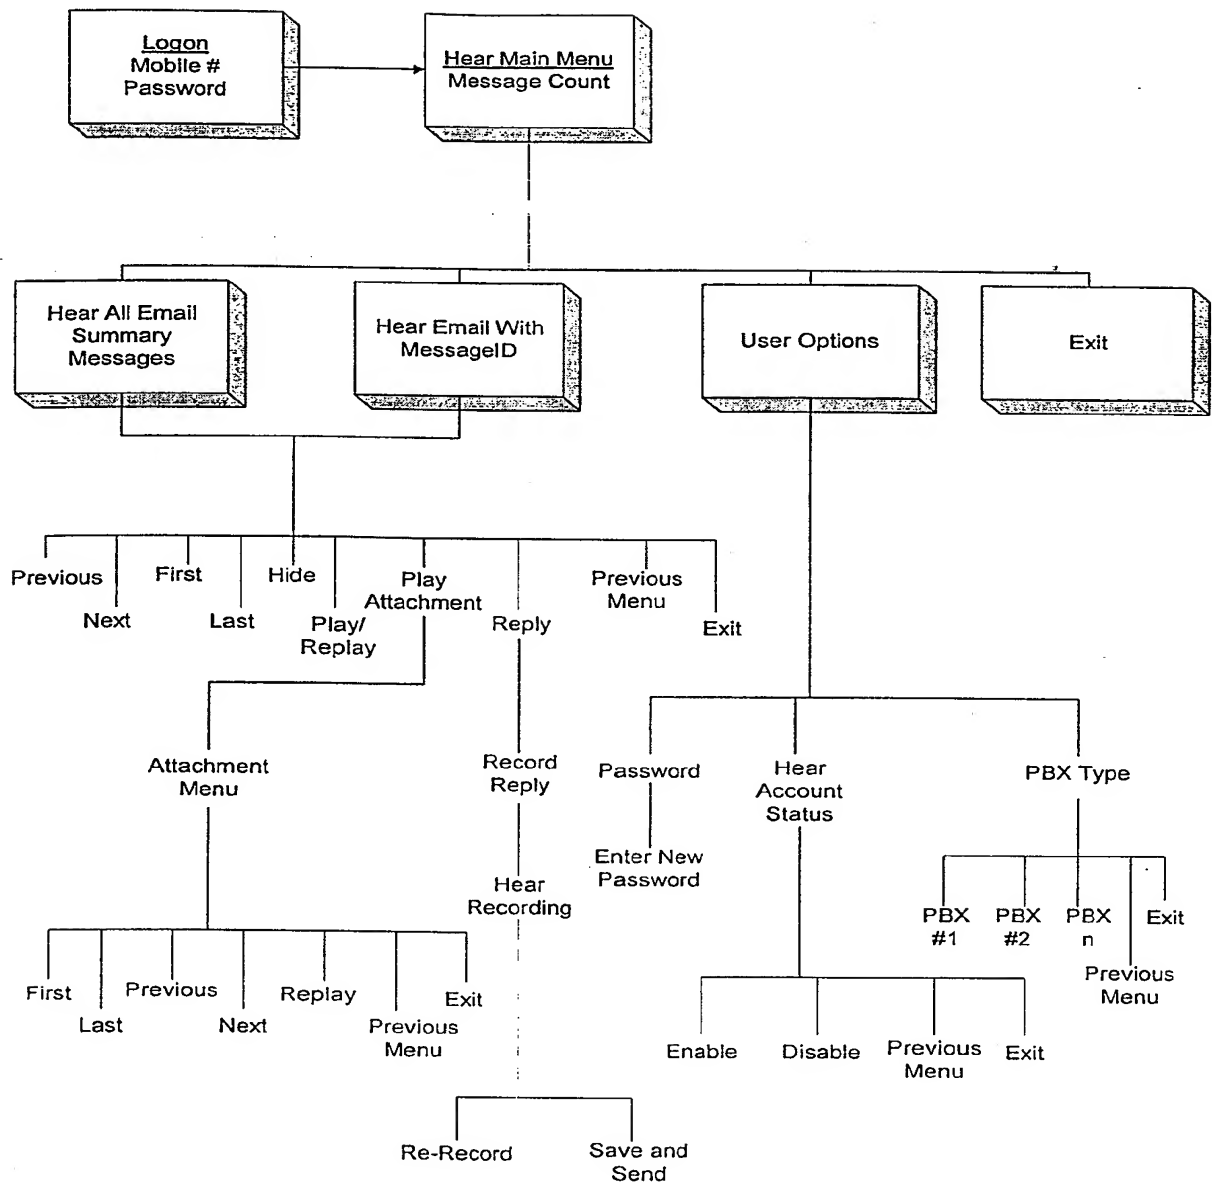 Logon
Mobile #
Password
Hear Main Menu
Message Count
Hear All Email
Summary
Messages
Hear Email With
MessageID
User Options
Exit
Previous
Next
First
Last
Hide
Play/
Replay
Play
Attachment
Reply
Previous
Menu
Exit
Attachment
Menu
First
Last
Previous
Next
Replay
Previous
Menu
Exit
Record
Reply
Hear
Recording
Re-Record
Save and
Send
Password
Enter New
Password
Hear
Account
Status
Enable
Disable
Previous
Menu
Exit
PBX Type
PBX
#1
PBX
#2
PBX
n
Previous
Menu
Exit